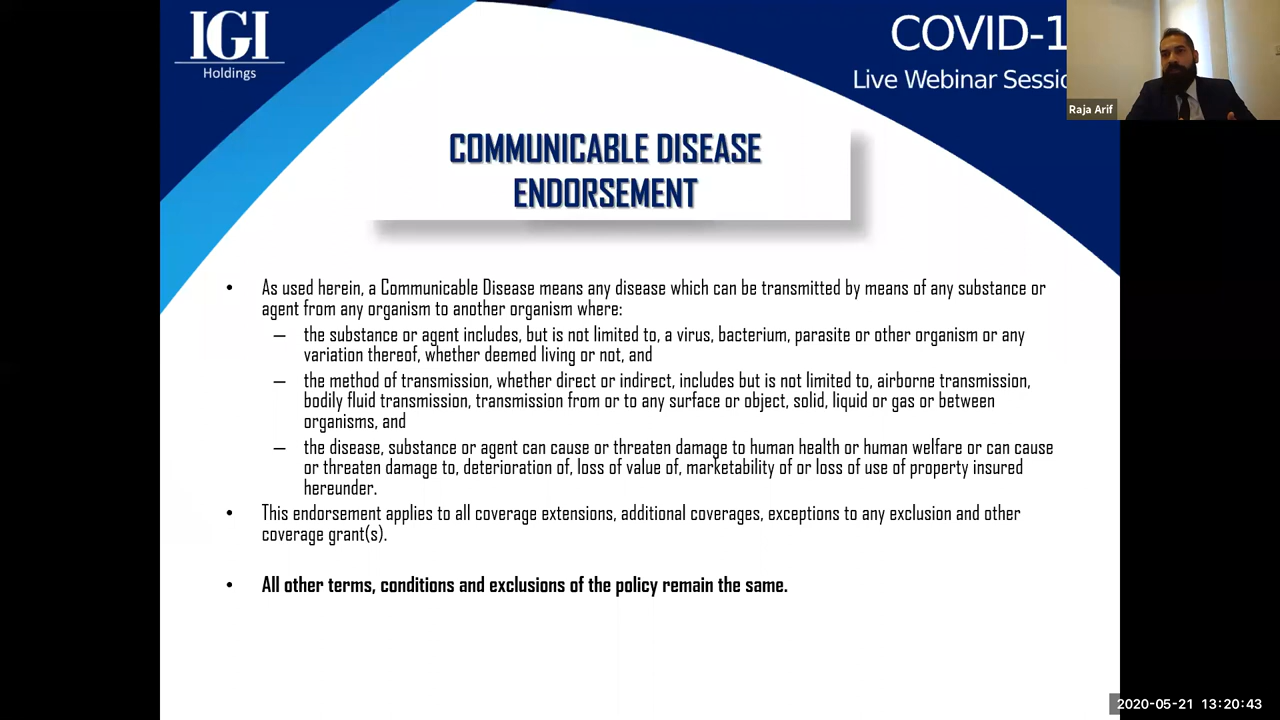 IGI
Holdings
COVID-1
Live Webinar Sessio
Raja Arif
COMMUNICABLE DISEASE
ENDORSEMENT
• As used herein, a Communicable Disease means any disease which can be transmitted by means of any substance or
agent from any organism to another organism where:
– the substance or agent includes, but is not limited to, a virus, bacterium, parasite or other organism or any
variation thereof, whether deemed living or not, and
– the method of transmission, whether direct or indirect, includes but is not limited to, airborne transmission,
bodily fluid transmission, transmission from or to any surface or object, solid, liquid or gas or between
organisms, and
– the disease, substance or agent can cause or threaten damage to human health or human welfare or can cause
or threaten damage to, deterioration of, loss of value of, marketability of or loss of use of property insured
hereunder.
• This endorsement applies to all coverage extensions, additional coverages, exceptions to any exclusion and other
coverage grant(s).
• All other terms, conditions and exclusions of the policy remain the same.
2020-05-21 13:20:43